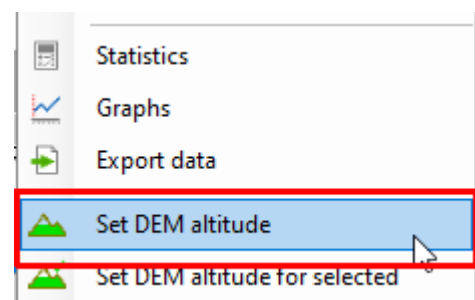 Statistics
Graphs
Export data
Set DEM altitude
Set DEM altitude for selected